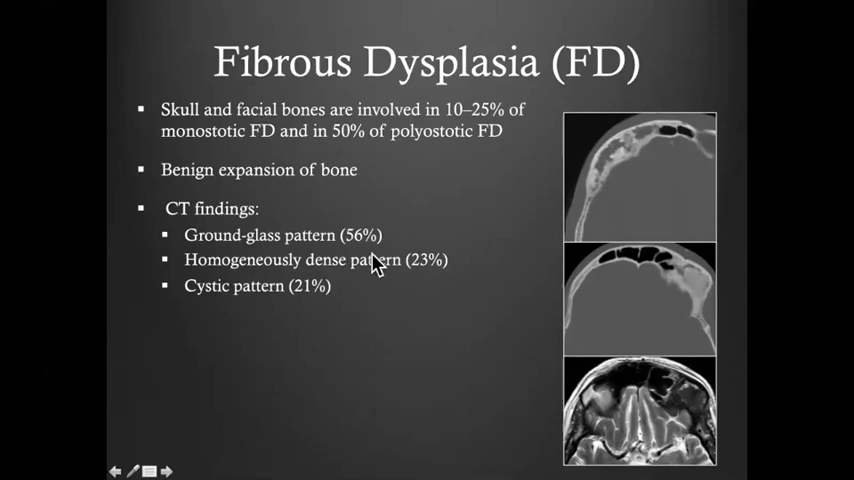 Fibrous Dysplasia (FD)
▪ Skull and facial bones are involved in 10–25% of
monostotic FD and in 50% of polyostotic FD
▪ Benign expansion of bone
▪ CT findings:
▪ Ground-glass pattern (56%)
▪ Homogeneously dense pattern (23%)
▪ Cystic pattern (21%)